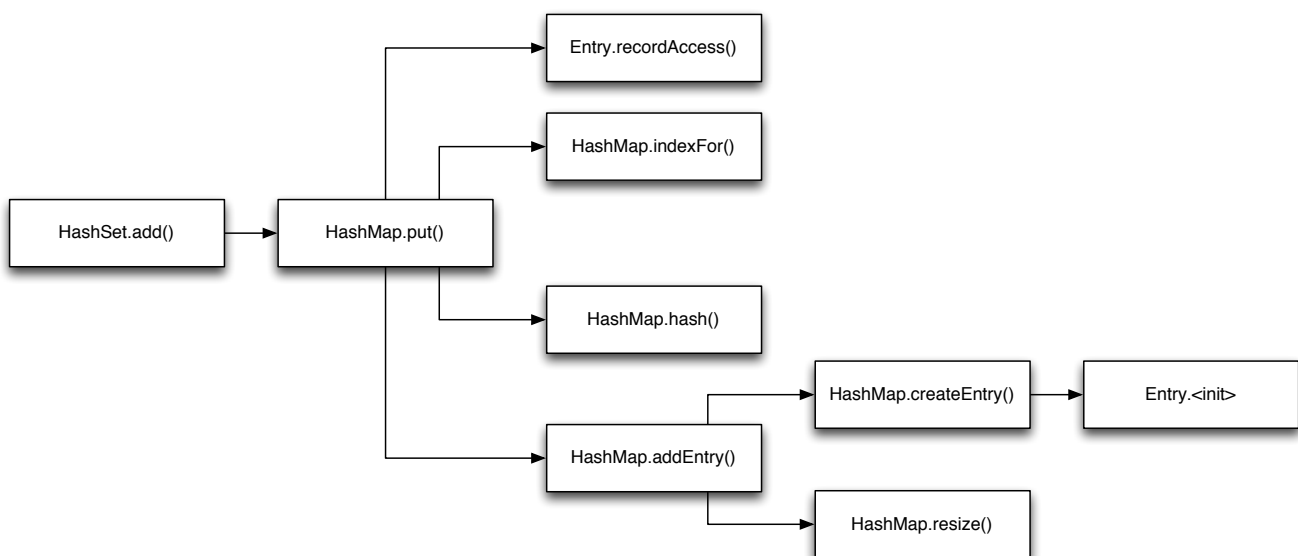 Entry.recordAccess()
HashMap.indexFor()
HashSet.add()
HashMap.put()
HashMap.hash()
HashMap.createEntry()
Entry.<init>
HashMap.addEntry()
HashMap.resize()